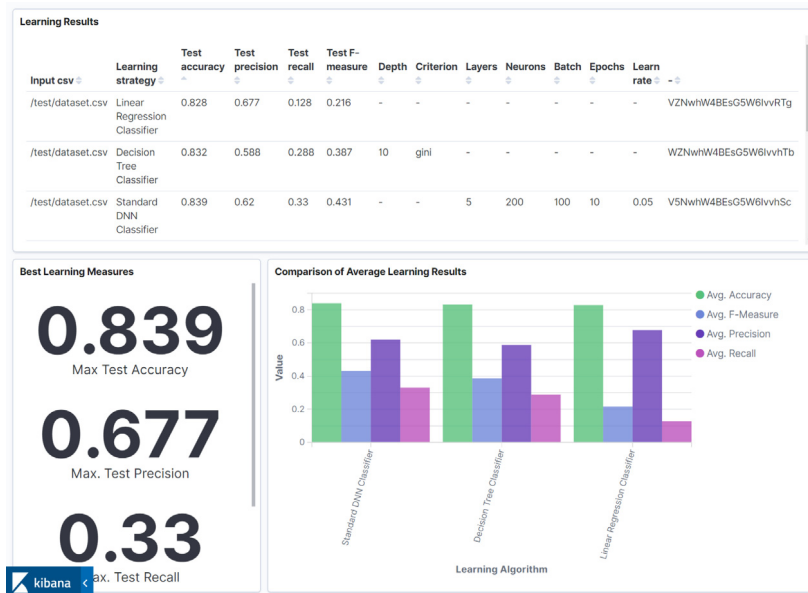 Learning Results
Input csv Learning strategy Test accuracy Test precision Test recall Test F-measure Depth Criterion Layers Neurons Batch Epochs Learn rate -
/test/dataset.csv Linear Regression Classifier 0.828 0.677 0.128 0.216 - - - - - - - VZNwhW4BEsG5W6IvvRTg
/test/dataset.csv Decision Tree Classifier 0.832 0.588 0.288 0.387 10 gini - - - - - WZNwhW4BEsG5W6IvvhTb
/test/dataset.csv Standard DNN Classifier 0.839 0.62 0.33 0.431 - - 5 200 100 10 0.05 V5NwhW4BEsG5W6IvvhSc
Best Learning Measures
0.839
Max Test Accuracy
0.677
Max. Test Precision
0.33
ax. Test Recall
kibana
Comparison of Average Learning Results
Value
0.8
0.6
0.4
0.2
0
Standard DNN Classifier
Decision Tree Classifier
Linear Regression Classifier
Learning Algorithm
Avg. Accuracy
Avg. F-Measure
Avg. Precision
Avg. Recall